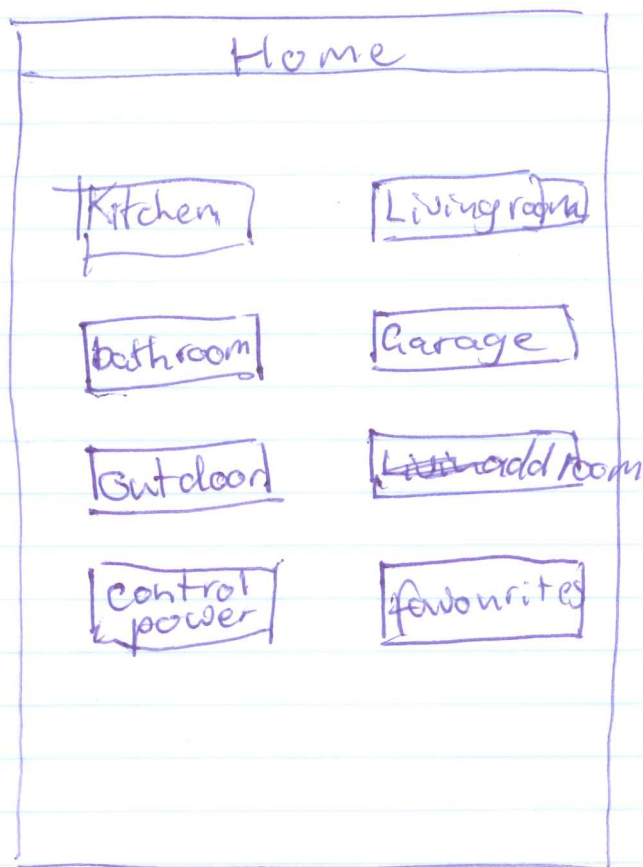 Home
Kitchen
Livingroom
bathroom
Garage
Outdoor
add room
control
power
favourites